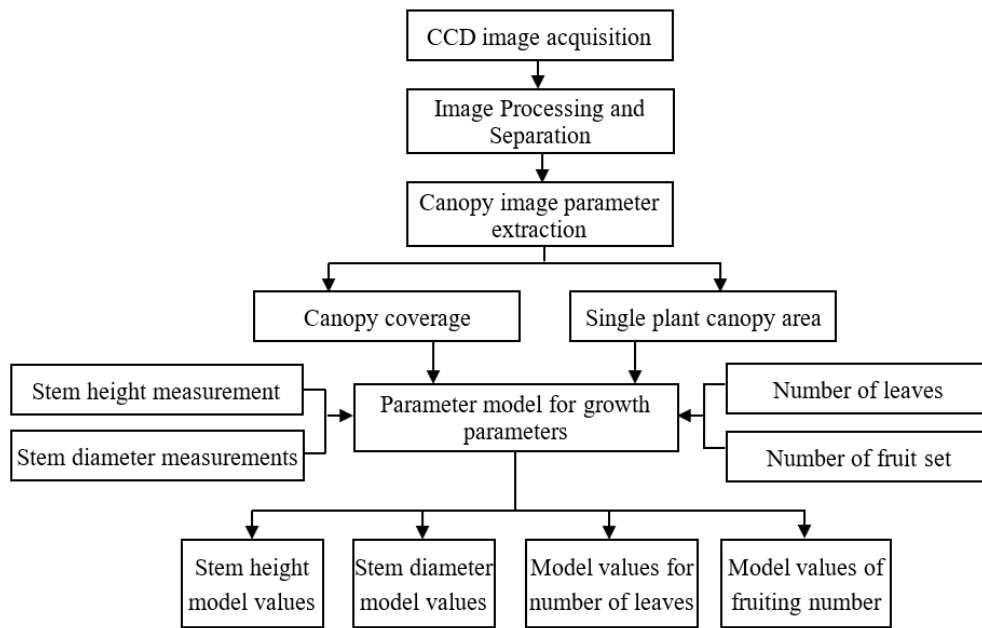 CCD image acquisition
Image Processing and
Separation
Canopy image parameter
extraction
Canopy coverage
Single plant canopy area
Stem height measurement
Stem diameter measurements
Parameter model for growth
parameters
Number of leaves
Number of fruit set
Stem height
model values
Stem diameter
model values
Model values for
number of leaves
Model values of
fruiting number